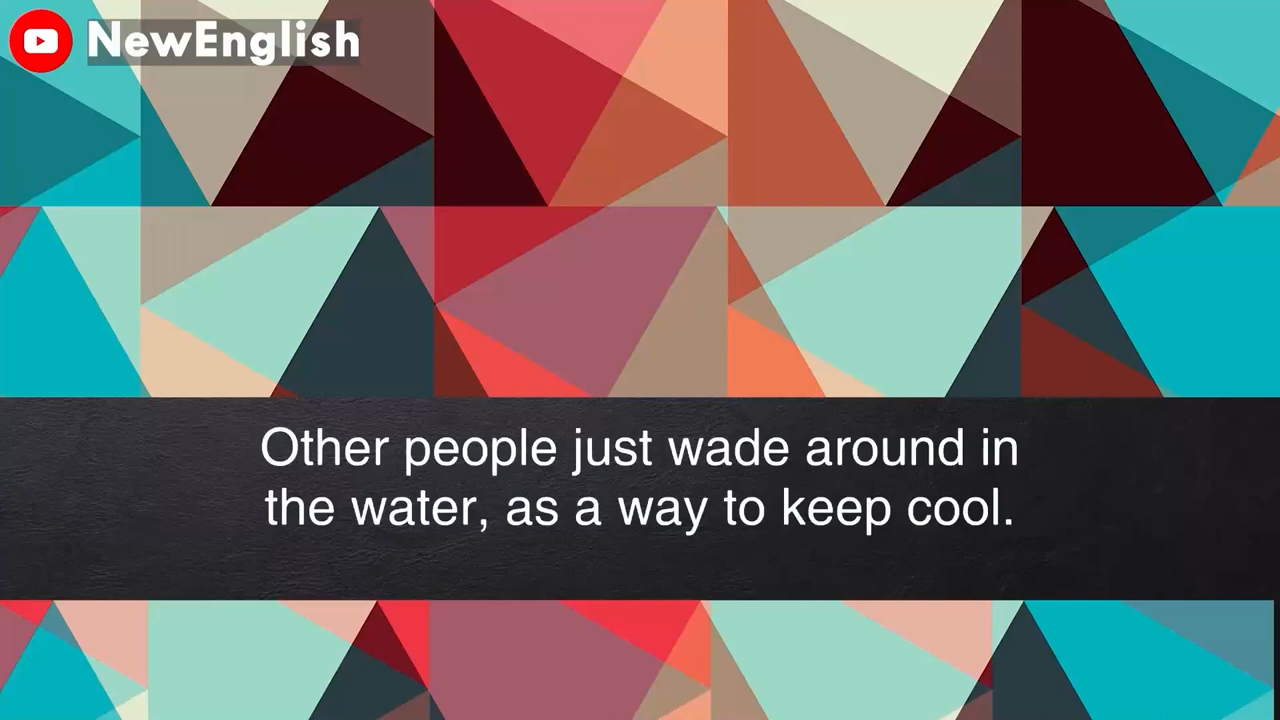 NewEnglish
Other people just wade around in
the water, as a way to keep cool.